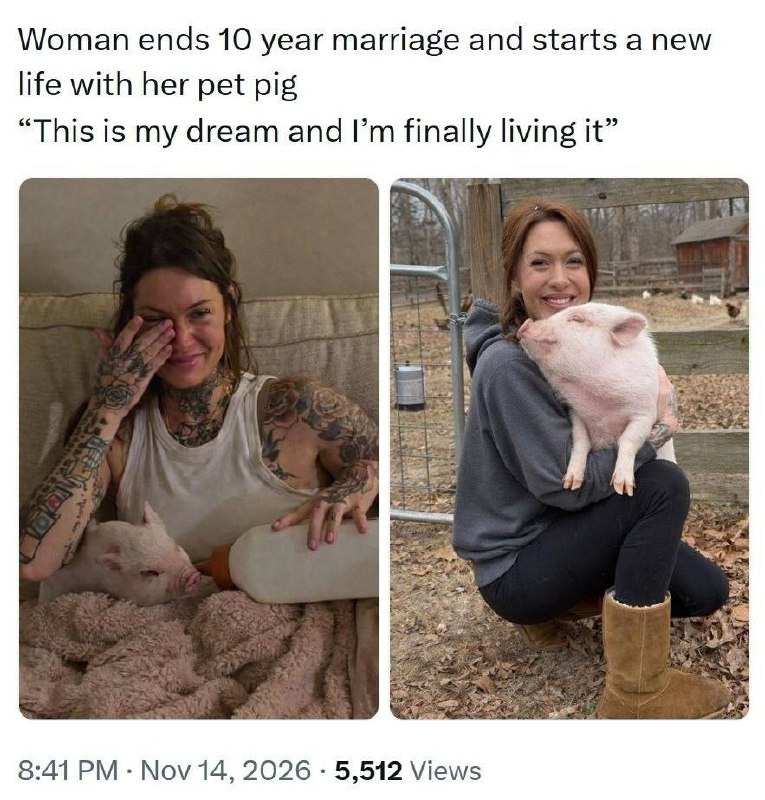 Woman ends 10 year marriage and starts a new
life with her pet pig
“This is my dream and I’m finally living it”
8:41 PM · Nov 14, 2026 · 5,512 Views